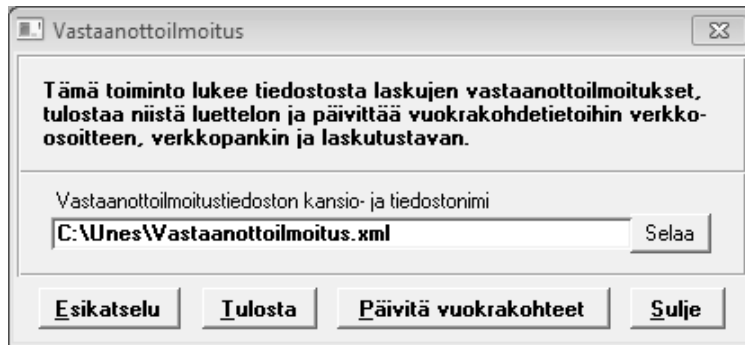 Vastaanottoilmoitus
Tämä toiminto lukee tiedostosta laskujen vastaanottoilmoitukset,
tulostaa niistä luettelon ja päivittää vuokrakohdetietoihin verkko-
osoitteen, verkkopankin ja laskutustavan.
Vastaanottoilmoitustiedoston kansio- ja tiedostonimi
C:\Unes\Vastaanottoilmoitus.xml Selaa
Esikatselu Tulosta Päivitä vuokrakohteet Sulje